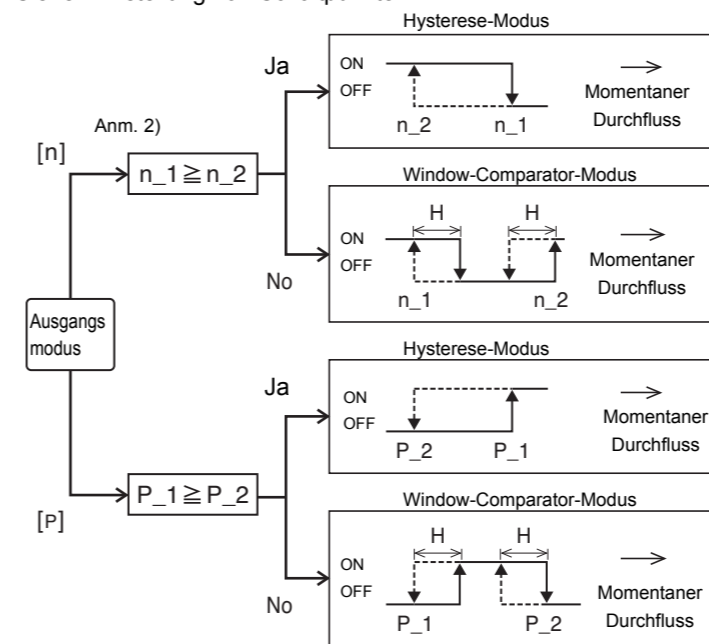 Hysterese-Modus
Ja
ON
OFF
n_2
n_1
Momentaner
Durchfluss
Anm. 2)
[n]
n_1≧n_2
Window-Comparator-Modus
H
H
ON
OFF
n_1
n_2
Momentaner
Durchfluss
No
Ausgangs
modus
Hysterese-Modus
Ja
ON
OFF
P_2
P_1
Momentaner
Durchfluss
P_1≧P_2
[P]
Window-Comparator-Modus
H
H
ON
OFF
P_1
P_2
Momentaner
Durchfluss
No